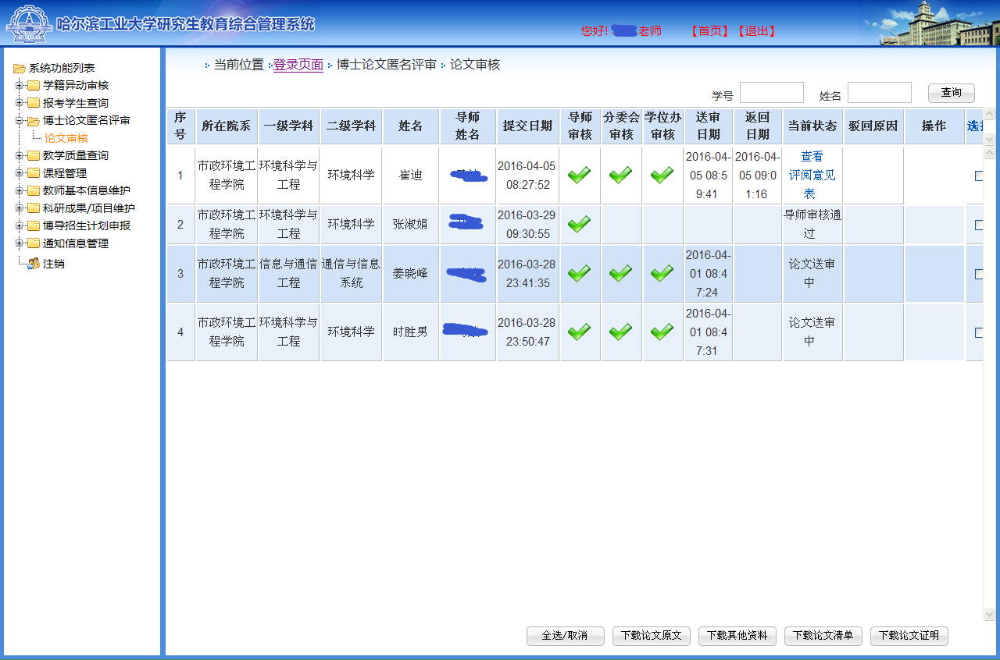 哈尔滨工业大学研究生教育综合管理系统
您好! 老师 【首页】【退出】
系统功能列表
学籍异动审核
报考学生查询
博士论文匿名评审
论文审核
教学质量查询
课程管理
教师基本信息维护
科研成果/项目维护
博导招生计划申报
通知信息管理
注销
当前位置 登录页面 博士论文匿名评审 论文审核
学号 姓名 查询
序号 所在院系 一级学科 二级学科 姓名 导师姓名 提交日期 导师审核 分委会审核 学位办审核 送审日期 返回日期 当前状态 驳回原因 操作 选
1 市政环境工程学院 环境科学与工程 环境科学 崔迪 2016-04-05 08:27:52 2016-04-05 08:59:41 2016-04-05 09:01:16 查看评阅意见表
2 市政环境工程学院 环境科学与工程 环境科学 张淑娟 2016-03-29 09:30:55 导师审核通过
3 市政环境工程学院 信息与通信工程 通信与信息系统 姜晓峰 2016-03-28 23:41:35 2016-04-01 08:47:24 论文送审中
4 市政环境工程学院 环境科学与工程 环境科学 时胜男 2016-03-28 23:50:47 2016-04-01 08:47:31 论文送审中
全选/取消 下载论文原文 下载其他资料 下载论文清单 下载论文证明